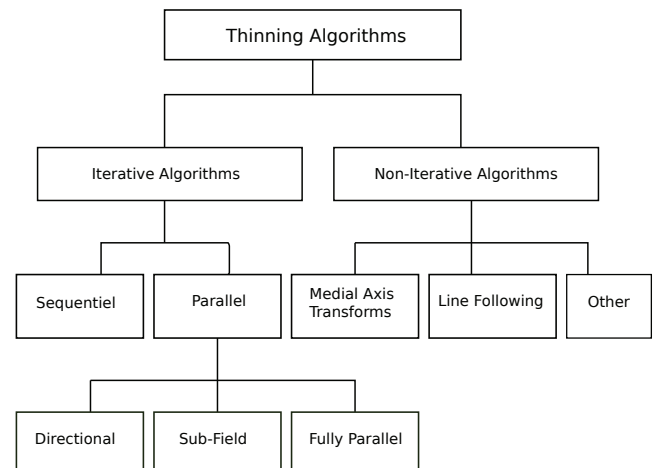 Thinning Algorithms
Iterative Algorithms
Non-Iterative Algorithms
Sequentiel
Parallel
Medial Axis
Transforms
Line Following
Other
Directional
Sub-Field
Fully Parallel